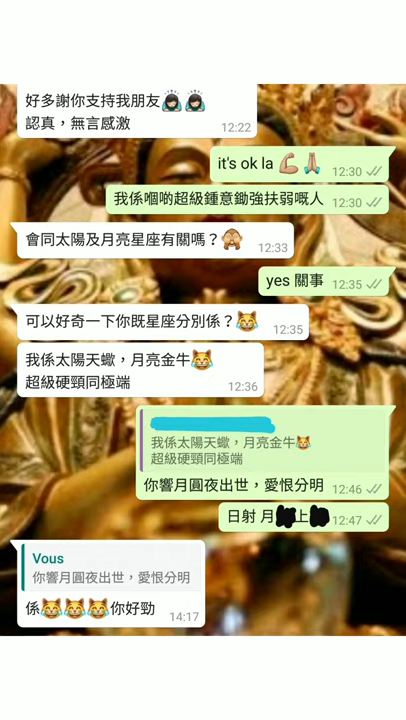 好多謝你支持我朋友🙇🏻‍♀️🙇🏻‍♀️
認真，無言感激
12:22
it's ok la 💪🏼🙏🏼
12:30
我係嗰啲超級鍾意鋤強扶弱嘅人
12:30
會同太陽及月亮星座有關嗎？🙈
12:33
yes 關事
12:35
可以好奇一下你既星座分別係？😹
12:35
我係太陽天蠍，月亮金牛😹
超級硬頸同極端
12:36
我係太陽天蠍，月亮金牛😹
超級硬頸同極端
你響月圓夜出世，愛恨分明
12:46
日射 月 上
12:47
Vous
你響月圓夜出世，愛恨分明
係😹😹😹你好勁
14:17